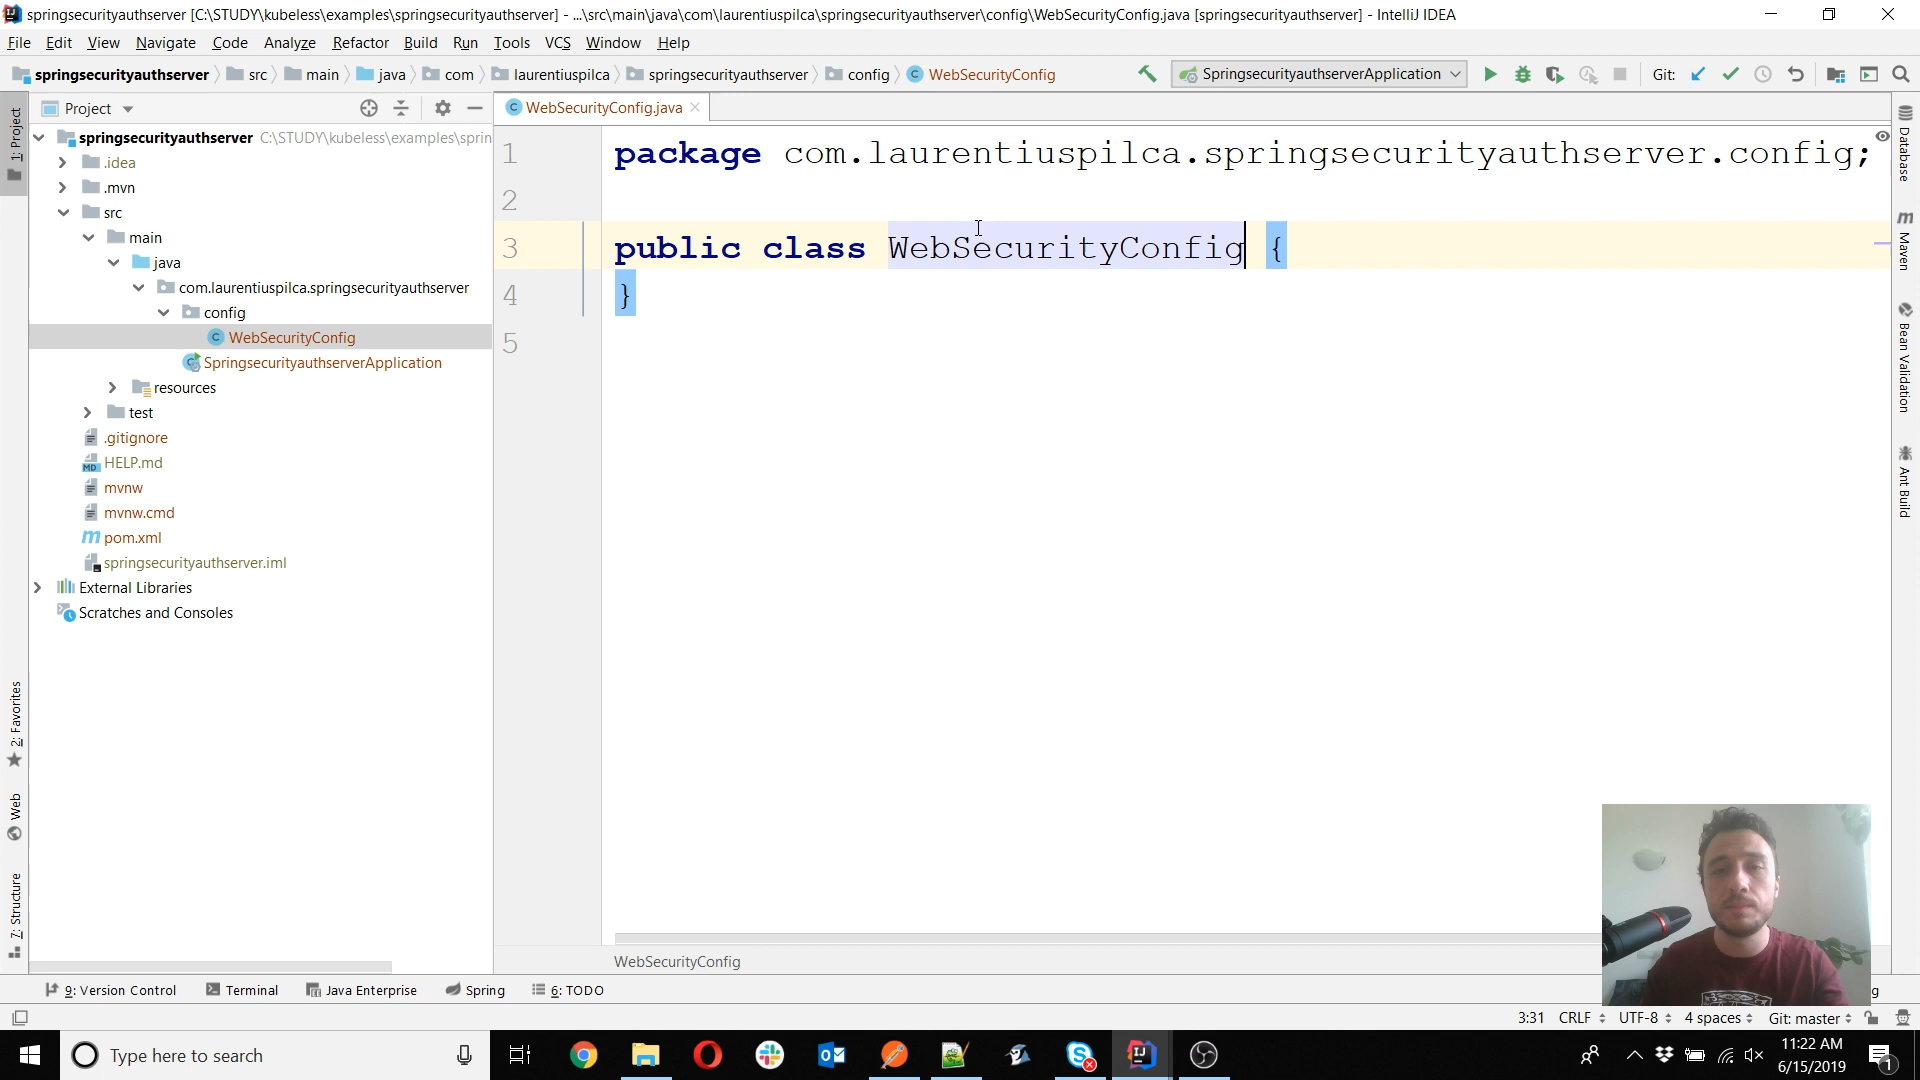 springsecurityauthserver [C:\STUDY\kubeless\examples\springsecurityauthserver] - ...\src\main\java\com\laurentiuspilca\springsecurityauthserver\config\WebSecurityConfig.java [springsecurityauthserver] - IntelliJ IDEA
File Edit View Navigate Code Analyze Refactor Build Run Tools VCS Window Help
springsecurityauthserver src main java com laurentiuspilca springsecurityauthserver config WebSecurityConfig SpringsecurityauthserverApplication Git:
Project
WebSecurityConfig.java
1: Project
springsecurityauthserver C:\STUDY\kubeless\examples\sprin
.idea
.mvn
src
main
java
com.laurentiuspilca.springsecurityauthserver
config
WebSecurityConfig
SpringsecurityauthserverApplication
resources
test
.gitignore
HELP.md
mvnw
mvnw.cmd
pom.xml
springsecurityauthserver.iml
External Libraries
Scratches and Consoles
2: Favorites
Web
7: Structure
1 package com.laurentiuspilca.springsecurityauthserver.config;
2
3 public class WebSecurityConfig {
4 }
5
Database
Maven
Bean Validation
Ant Build
WebSecurityConfig
9: Version Control Terminal Java Enterprise Spring 6: TODO
g
3:31 CRLF UTF-8 4 spaces Git: master
Type here to search
11:22 AM
6/15/2019
1